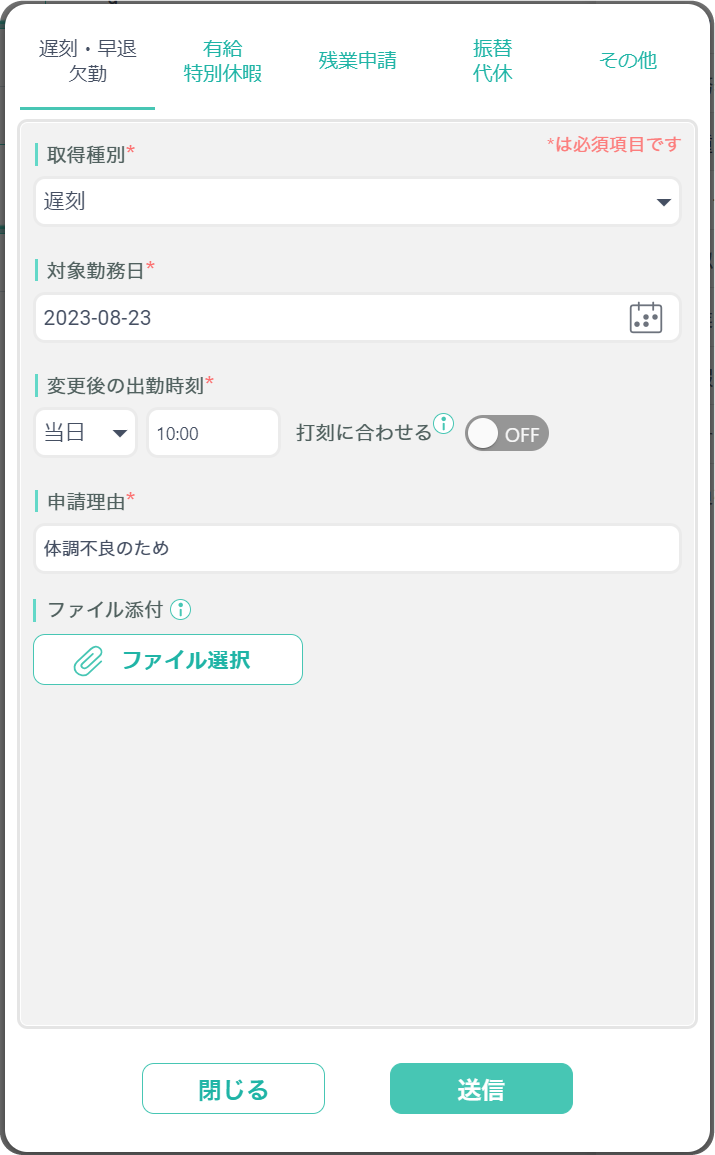 遅刻・早退
欠勤
有給
特別休暇
残業申請
振替
代休
その他
*は必須項目です
取得種別*
遅刻
対象勤務日*
2023-08-23
変更後の出勤時刻*
当日 10:00 打刻に合わせる OFF
申請理由*
体調不良のため
ファイル添付
ファイル選択
閉じる 送信